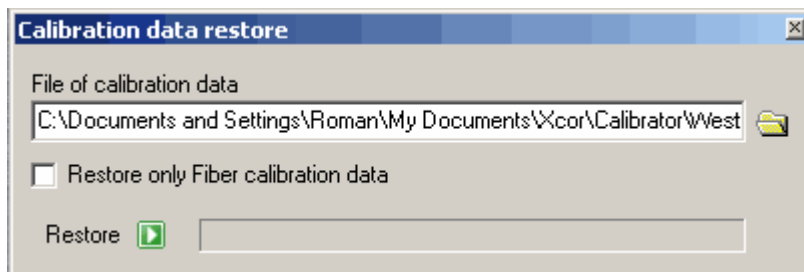 Calibration data restore
File of calibration data
C:\Documents and Settings\Roman\My Documents\Xcor\Calibrator\West
Restore only Fiber calibration data
Restore